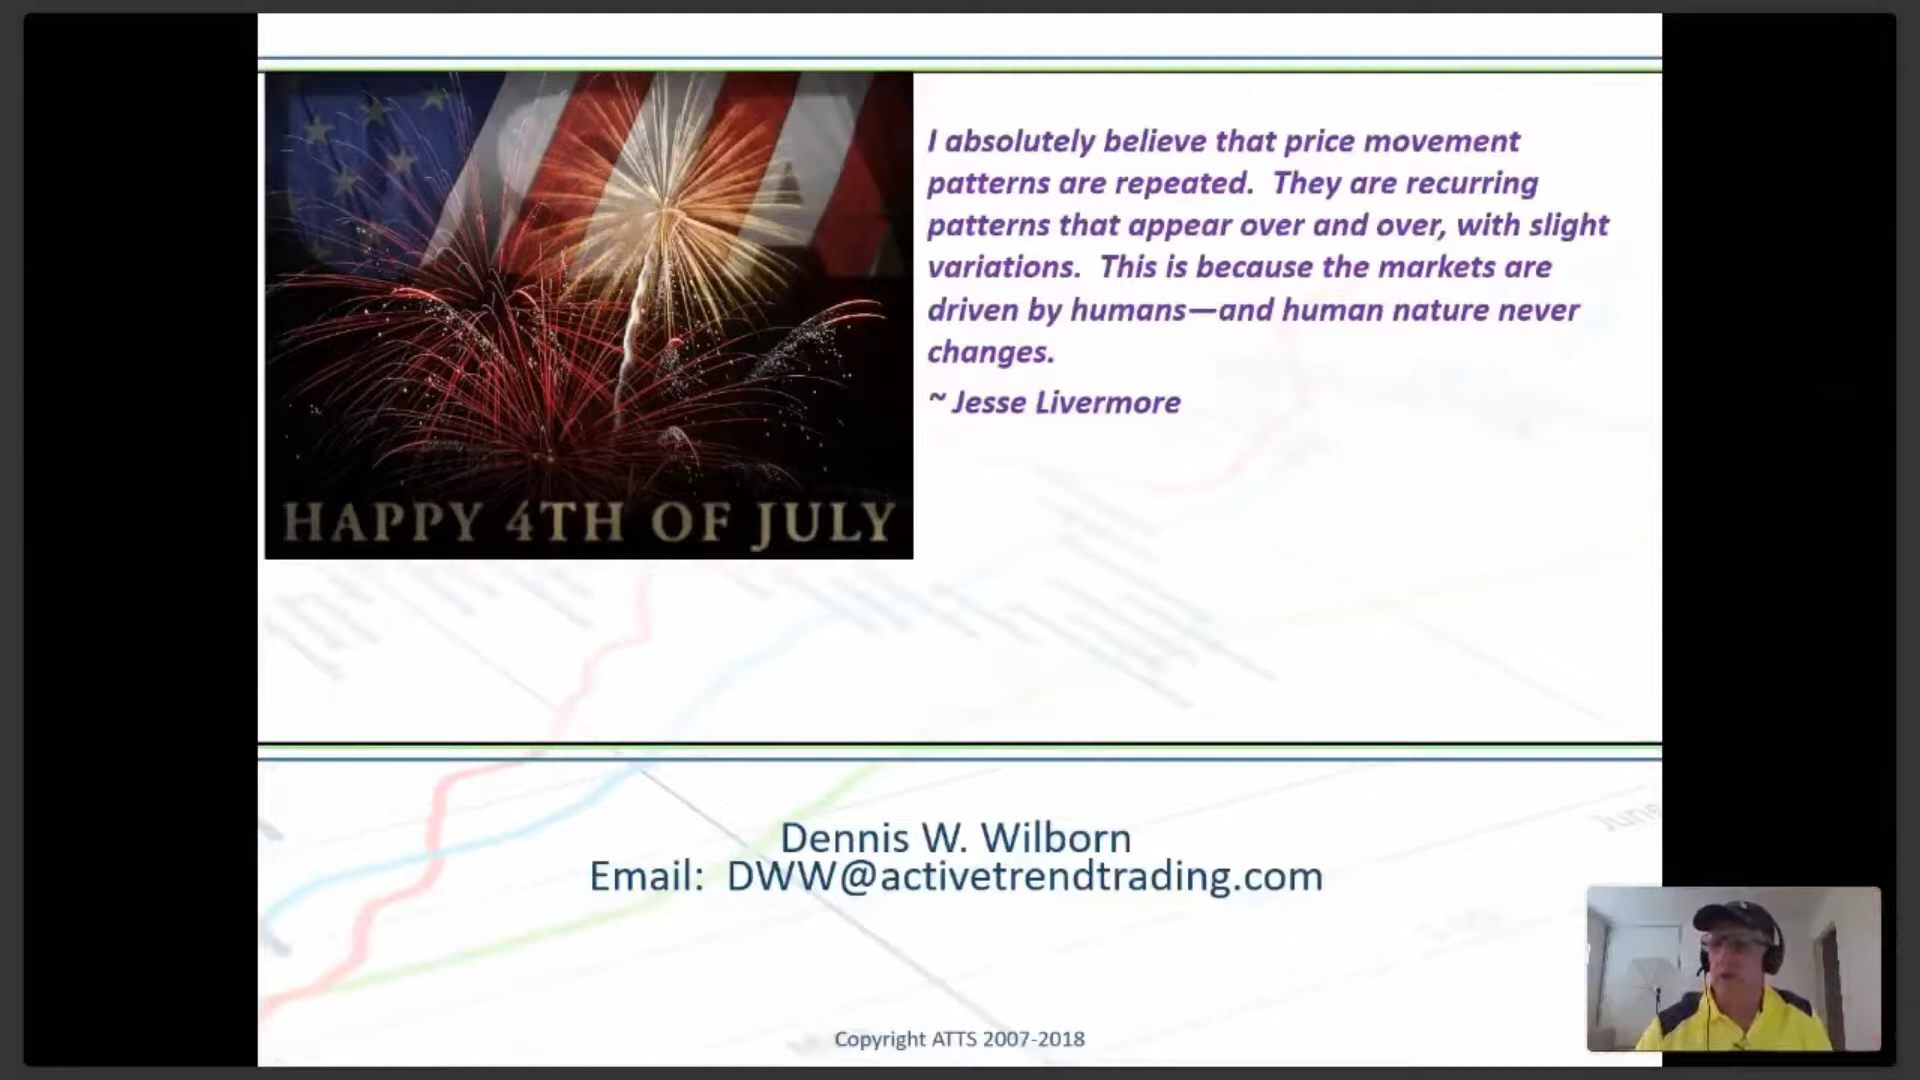 I absolutely believe that price movement
patterns are repeated.  They are recurring
patterns that appear over and over, with slight
variations.  This is because the markets are
driven by humans—and human nature never
changes.
~ Jesse Livermore
HAPPY 4TH OF JULY
Dennis W. Wilborn
Email:  DWW@activetrendtrading.com
June
Copyright ATTS 2007-2018